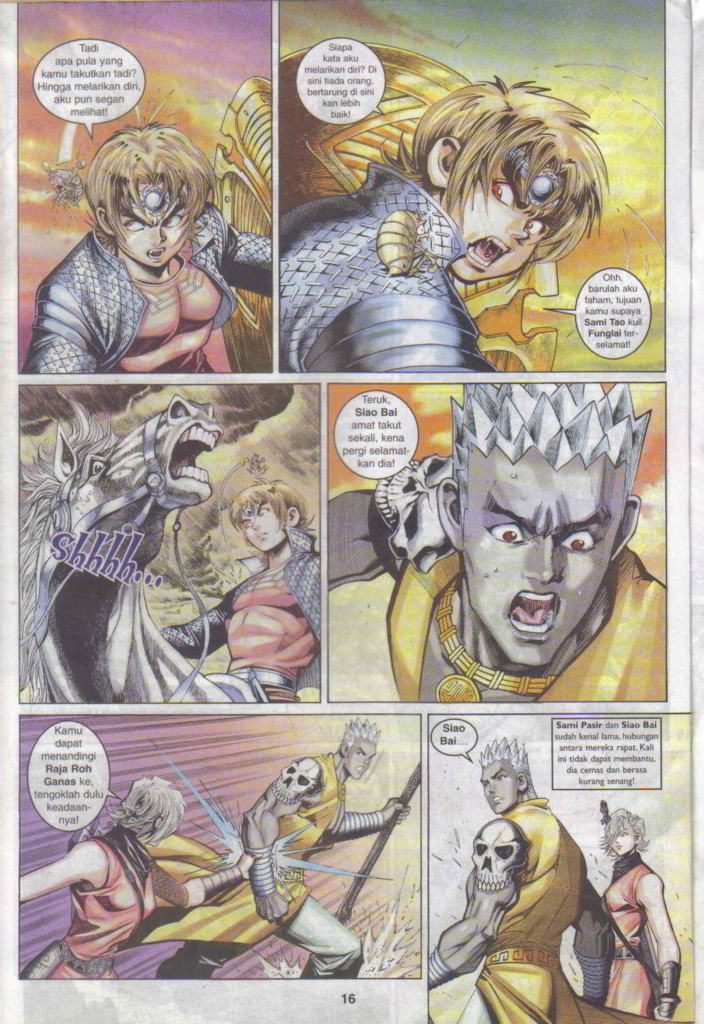 Tadi
apa pula yang
kamu takutkan tadi?
Hingga melarikan diri,
aku pun segan
melihat!
Siapa
kata aku
melarikan diri? Di
sini tiada orang,
bertarung di sini
kan lebih
baik!
Ohh,
barulah aku
faham, tujuan
kamu supaya
Sami Tao kuil
Funglai ter-
selamat!
Shhhh...
Teruk,
Siao Bai
amat takut
sekali, kena
pergi selamat-
kan dia!
Kamu
dapat
menandingi
Raja Roh
Ganas ke,
tengoklah dulu
keadaan-
nya!
Siao
Bai....
Sami Pasir dan Siao Bai
sudah kenal lama, hubungan
antara mereka rapat. Kali
ini tidak dapat membantu,
dia cemas dan berasa
kurang senang!
16